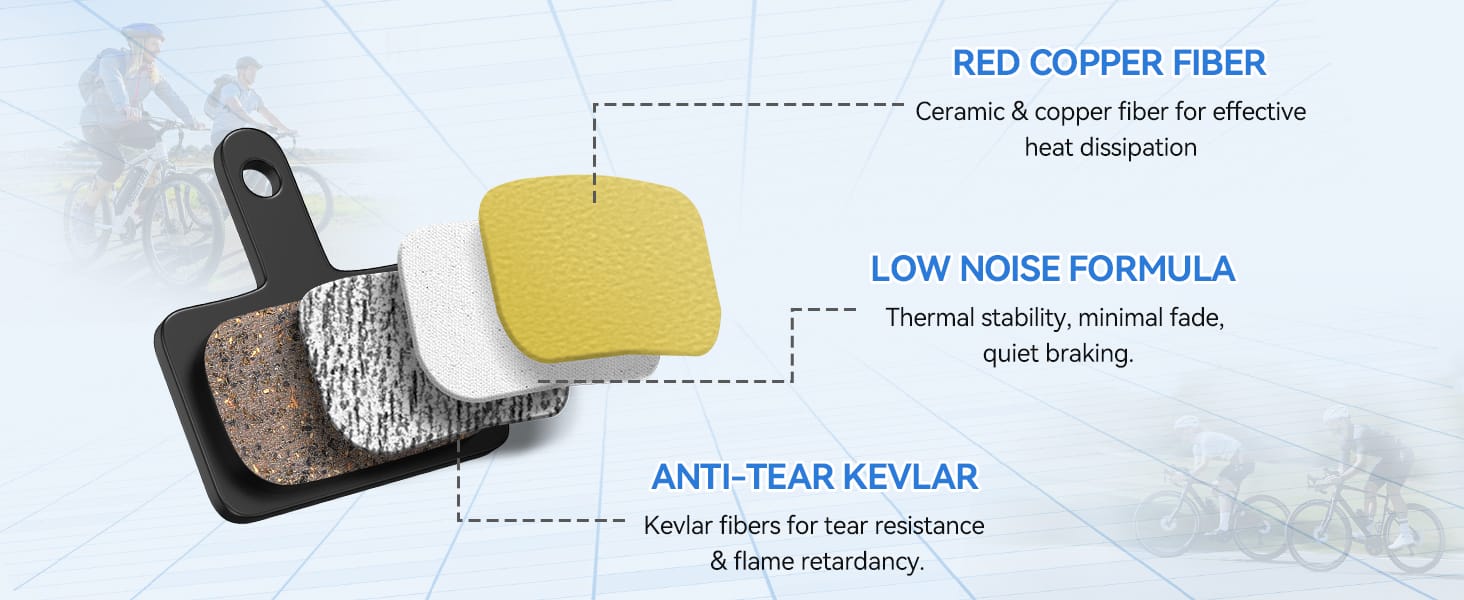 RED COPPER FIBER
Ceramic & copper fiber for effective
heat dissipation
LOW NOISE FORMULA
Thermal stability, minimal fade,
quiet braking.
ANTI-TEAR KEVLAR
Kevlar fibers for tear resistance
& flame retardancy.